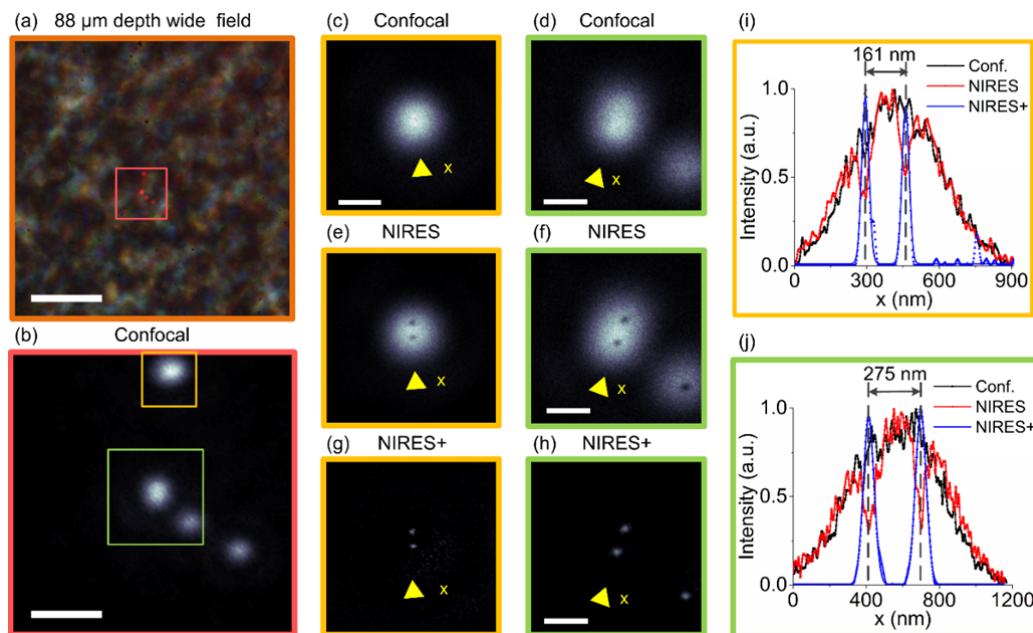 (a) 88 μm depth wide field
(b) Confocal
(c) Confocal
x
(d) Confocal
x
(e) NIRES
x
(f) NIRES
x
(g) NIRES+
x
(h) NIRES+
x
(i)
161 nm
Conf.
NIRES
NIRES+
Intensity (a.u.)
1.0
0.5
0.0
0 300 600 900
x (nm)
(j)
275 nm
Conf.
NIRES
NIRES+
Intensity (a.u.)
1.0
0.5
0.0
0 400 800 1200
x (nm)